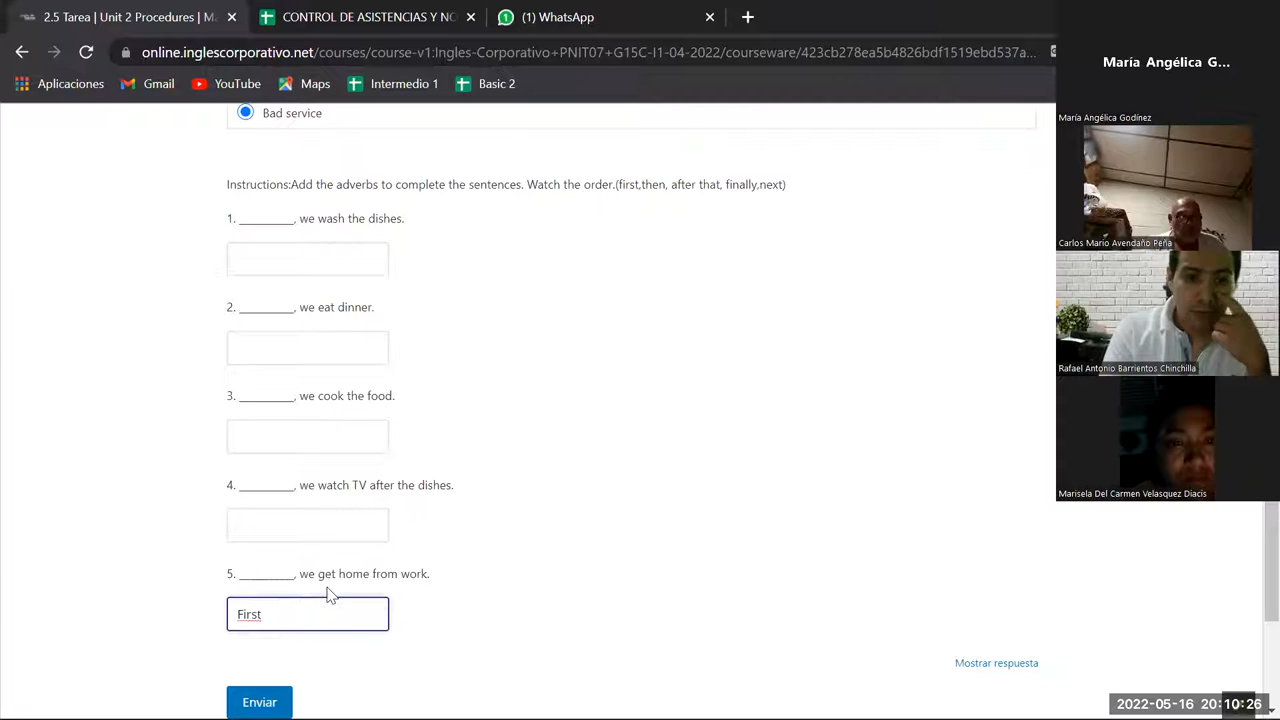 2.5 Tarea | Unit 2 Procedures | Ma
CONTROL DE ASISTENCIAS Y NO
(1) WhatsApp
online.inglescorporativo.net/courses/course-v1:Ingles-Corporativo+PNIT07+G15C-I1-04-2022/courseware/423cb278ea5b4826bdf1519ebd537a...
Aplicaciones Gmail YouTube Maps Intermedio 1 Basic 2
Bad service
Instructions:Add the adverbs to complete the sentences. Watch the order.(first,then, after that, finally,next)
1. _________, we wash the dishes.
2. _________, we eat dinner.
3. _________, we cook the food.
4. _________, we watch TV after the dishes.
5. _________, we get home from work.
First
Mostrar respuesta
Enviar
María Angélica G...
María Angélica Godínez
Carlos Mario Avendaño Peña
Rafael Antonio Barrientos Chinchilla
Marisela Del Carmen Velasquez Diacis
2022-05-16 20:10:26